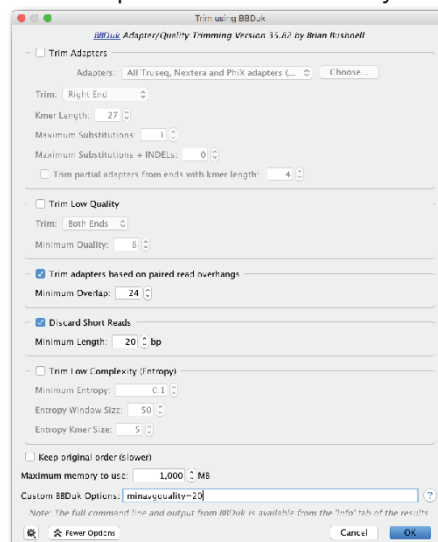 Trim using BBDuk
BBDuk Adapter/Quality Trimming Version 35.82 by Brian Bushnell
Trim Adapters
Adapters: All Truseq, Nextera and PhiX adapters (... Choose...
Trim: Right End
Kmer Length: 27
Maximum Substitutions: 1
Maximum Substitutions + INDELs: 0
Trim partial adapters from ends with kmer length: 4
Trim Low Quality
Trim: Both Ends
Minimum Quality: 6
Trim adapters based on paired read overhangs
Minimum Overlap: 24
Discard Short Reads
Minimum Length: 20 bp
Trim Low Complexity (Entropy)
Minimum Entropy: 0.1
Entropy Window Size: 50
Entropy Kmer Size: 5
Keep original order (slower)
Maximum memory to use: 1,000 MB
Custom BBDuk Options: minavgquality=20 ?
Note: The full command line and output from BBDuk is available from the 'Info' tab of the results
Fewer Options Cancel OK